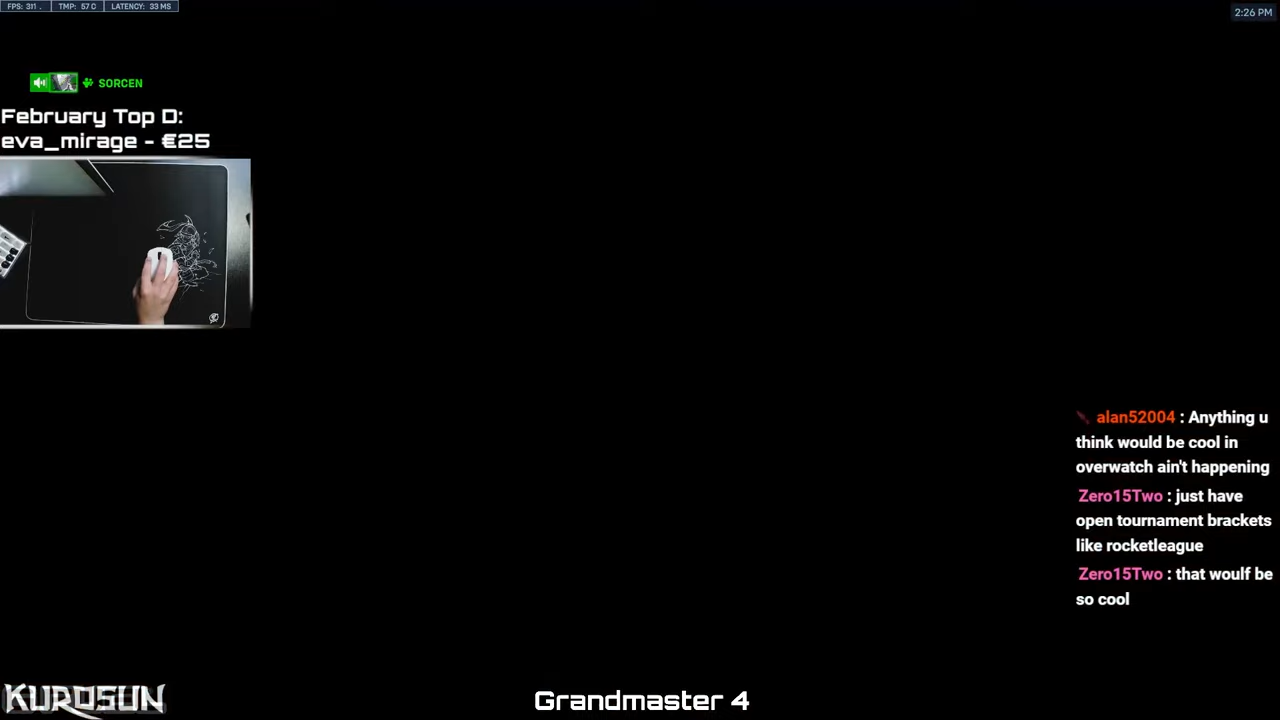 FPS: 311 . TMP: 57 C LATENCY: 33 MS
2:26 PM
SORCEN
February Top D:
eva_mirage - €25
alan52004 : Anything u
think would be cool in
overwatch ain't happening
Zero15Two : just have
open tournament brackets
like rocketleague
Zero15Two : that woulf be
so cool
KUROSUN
Grandmaster 4